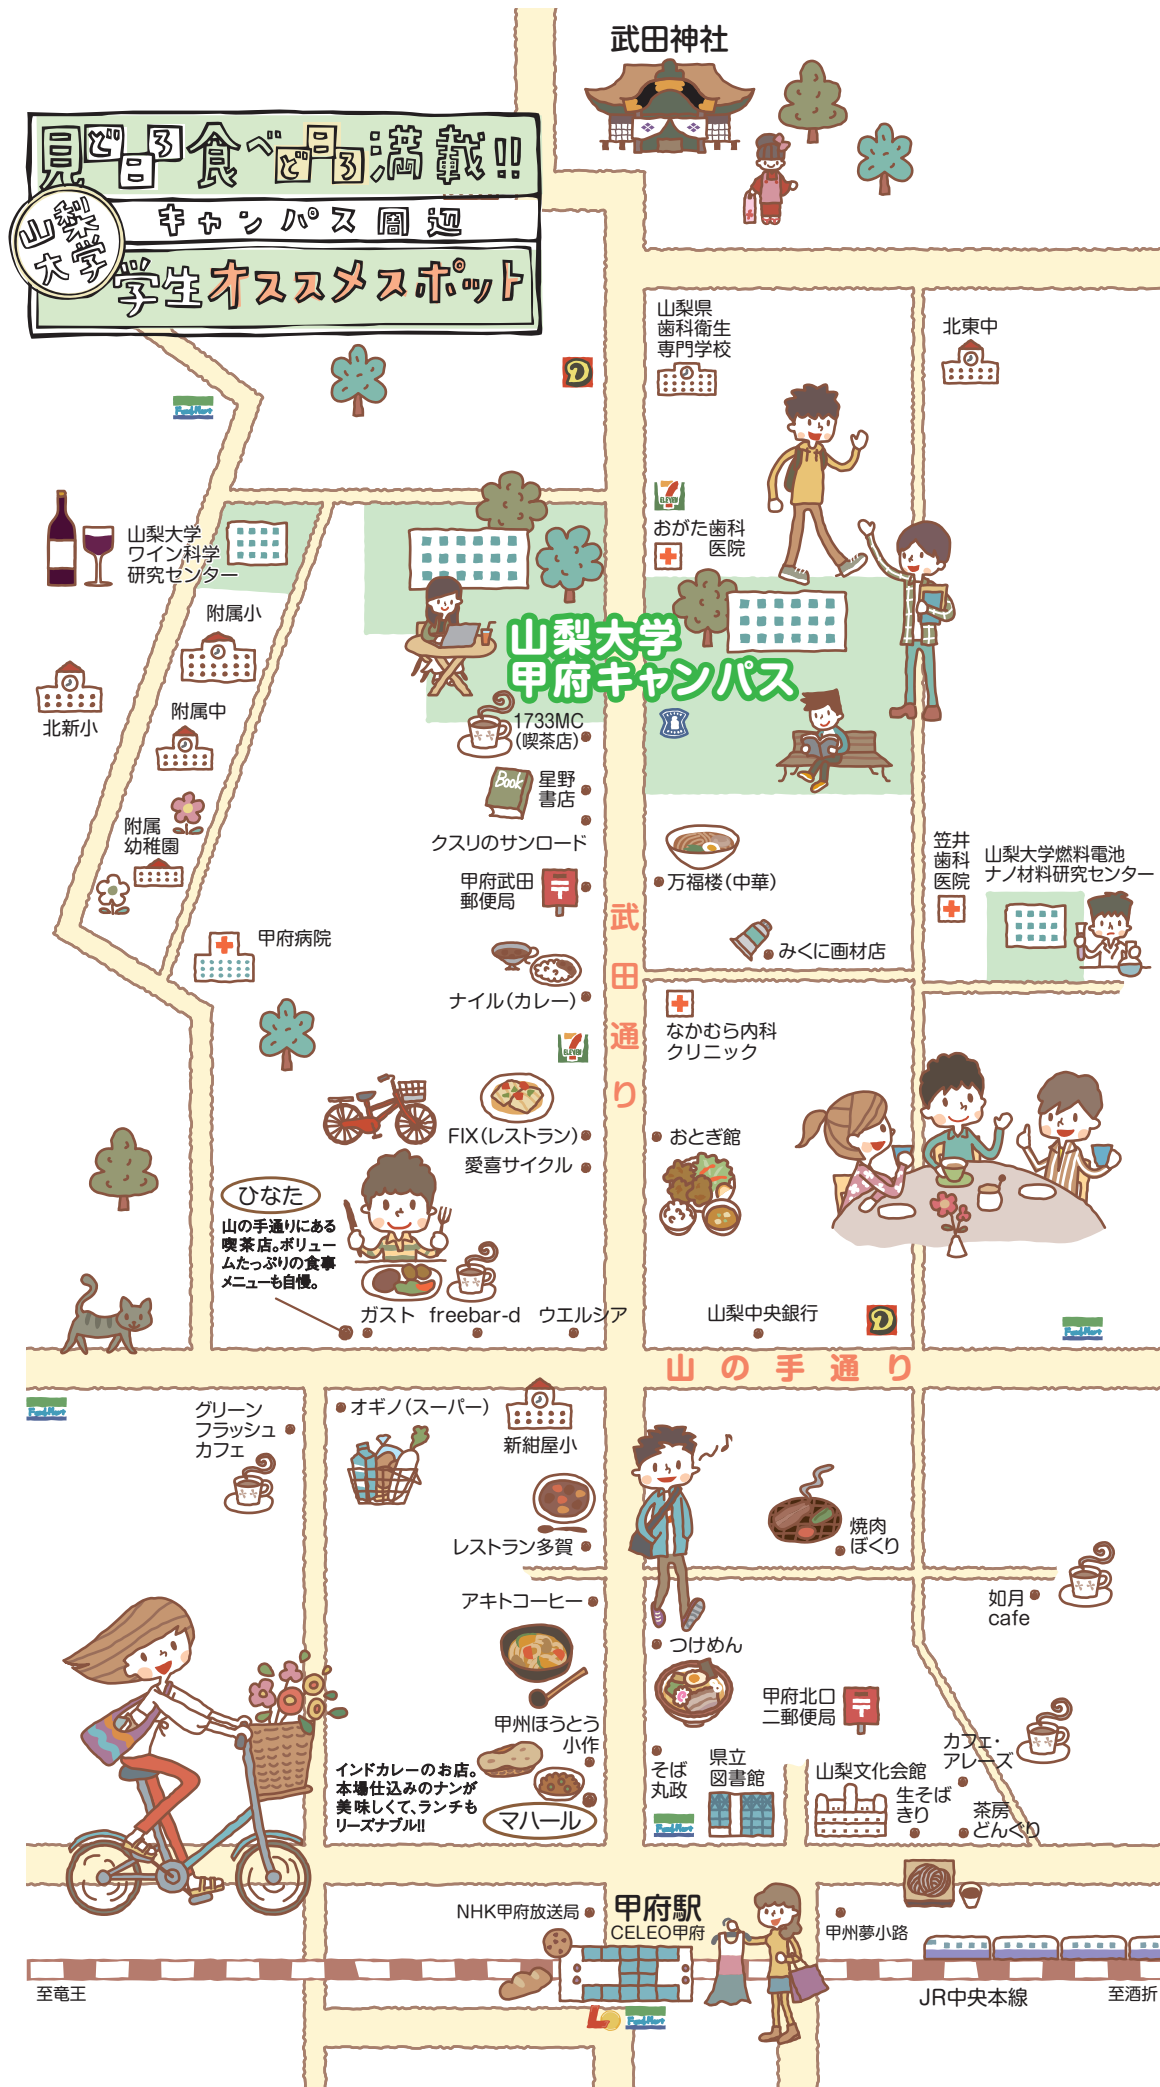 武田神社
見どころ食べどころ満載!!
キャンパス周辺
山梨
大学
学生オススメスポット
山梨県
歯科衛生
専門学校
北東中
FamilyMart
D
7
ELEVEN
おがた歯科
医院
山梨大学
ワイン科学
研究センター
附属小
北新小
附属中
附属
幼稚園
山梨大学
甲府キャンパス
1733MC
(喫茶店)
Book
星野
書店
クスリのサンロード
甲府武田
郵便局
万福楼(中華)
笠井
歯科
医院
山梨大学燃料電池
ナノ材料研究センター
みくに画材店
甲府病院
ナイル(カレー)
武田通り
なかむら内科
クリニック
7
ELEVEN
FIX(レストラン)
愛喜サイクル
おとぎ館
ひなた
山の手通りにある
喫茶店。ボリュー
ムたっぷりの食事
メニューも自慢。
ガスト
freebar-d
ウエルシア
山梨中央銀行
D
FamilyMart
山の手通り
FamilyMart
グリーン
フラッシュ
カフェ
オギノ(スーパー)
新紺屋小
レストラン多賀
焼肉
ぼくり
アキトコーヒー
如月
cafe
つけめん
甲州ほうとう
小作
甲府北口
二郵便局
カフェ・
アレーズ
インドカレーのお店。
本場仕込みのナンが
美味しくて、ランチも
リーズナブル!!
マハール
そば
丸政
FamilyMart
県立
図書館
山梨文化会館
生そば
きり
茶房
どんぐり
NHK甲府放送局
甲府駅
CELEO甲府
甲州夢小路
至竜王
JR中央本線
至酒折
FamilyMart